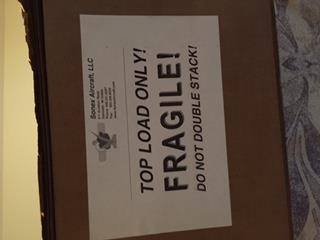 Sonex Aircraft, LLC
TOP LOAD ONLY!
FRAGILE!
DO NOT DOUBLE STACK!